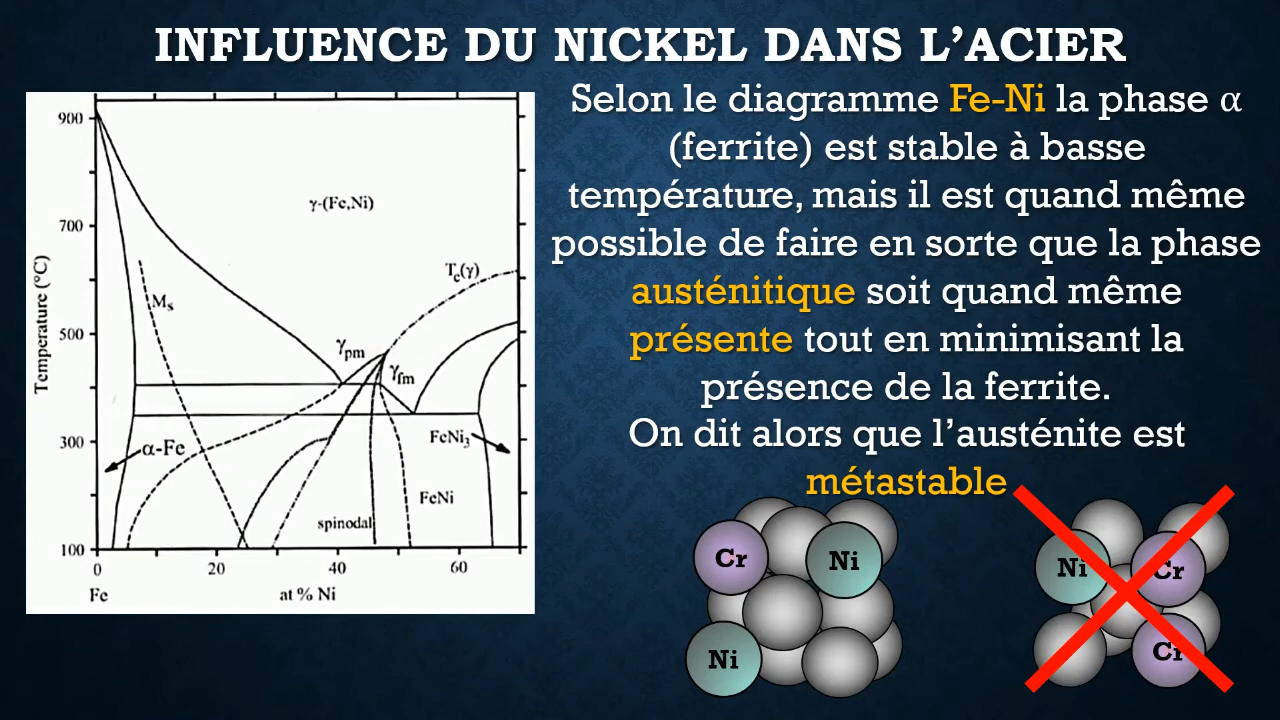 INFLUENCE DU NICKEL DANS L'ACIER
Selon le diagramme Fe-Ni la phase α
(ferrite) est stable à basse
température, mais il est quand même
possible de faire en sorte que la phase
austénitique soit quand même
présente tout en minimisant la
présence de la ferrite.
On dit alors que l'austénite est
métastable
Temperature (°C)
900
700
500
300
100
γ-(Fe,Ni)
Tc(γ)
Ms
γpm
γfm
α-Fe
FeNi3
FeNi
spinodal
0
20
40
60
Fe
at % Ni
Cr
Ni
Ni
Ni
Cr
Cr